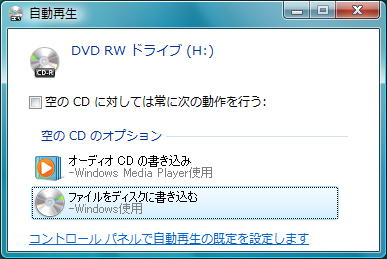 自動再生
DVD RW ドライブ (H:)
CD-R
空の CD に対しては常に次の動作を行う:
空の CD のオプション
オーディオ CD の書き込み
-Windows Media Player使用
ファイルをディスクに書き込む
-Windows使用
コントロール パネルで自動再生の既定を設定します